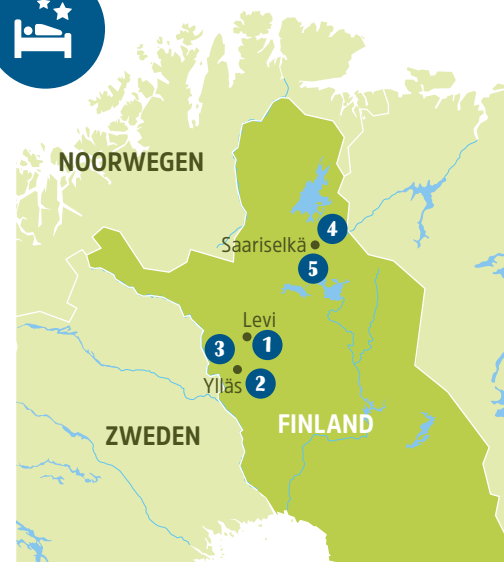 NOORWEGEN
4
Saariselkä
5
Levi
3
1
Ylläs
2
FINLAND
ZWEDEN